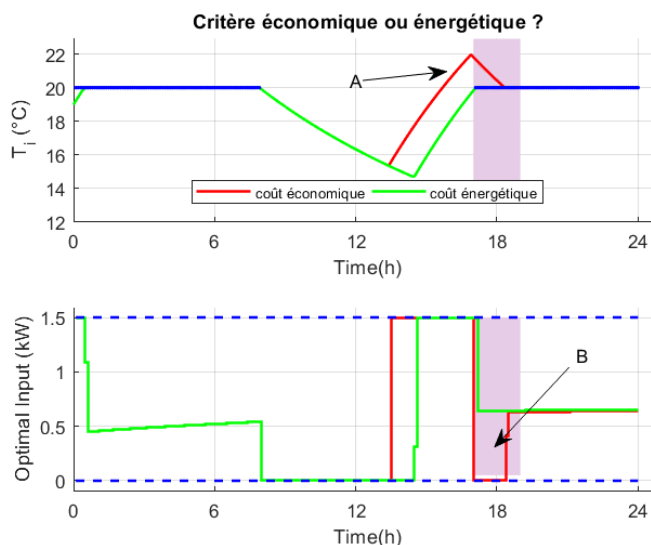 Critère économique ou énergétique ?
22
20
18
16
14
12
T_i (°C)
A
coût économique coût énergétique
0 6 12 18 24
Time(h)
1.5
1
0.5
0
Optimal Input (kW)
B
0 6 12 18 24
Time(h)